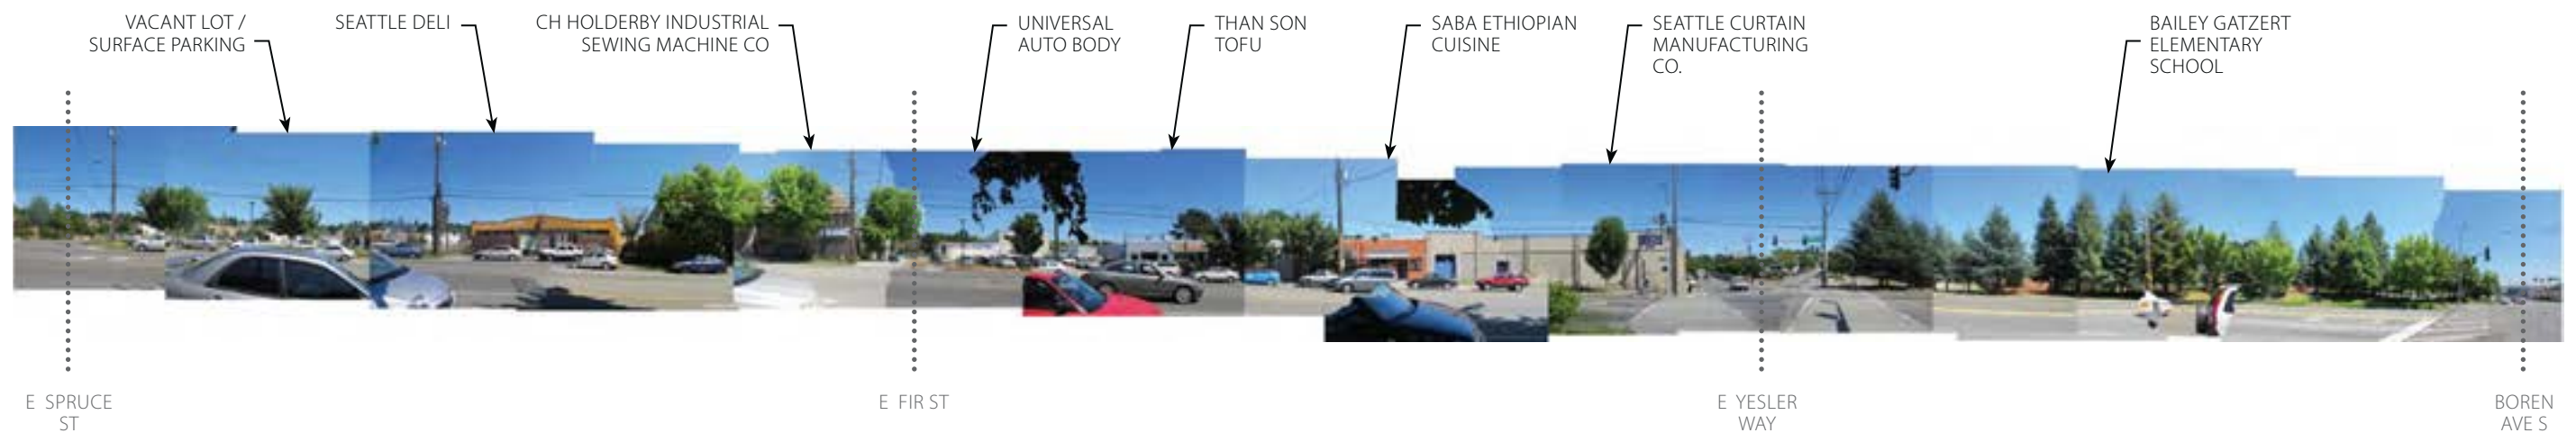 VACANT LOT /
SURFACE PARKING
SEATTLE DELI
CH HOLDERBY INDUSTRIAL
SEWING MACHINE CO
UNIVERSAL
AUTO BODY
THAN SON
TOFU
SABA ETHIOPIAN
CUISINE
SEATTLE CURTAIN
MANUFACTURING
CO.
BAILEY GATZERT
ELEMENTARY
SCHOOL
E SPRUCE
ST
E FIR ST
E YESLER
WAY
BOREN
AVE S